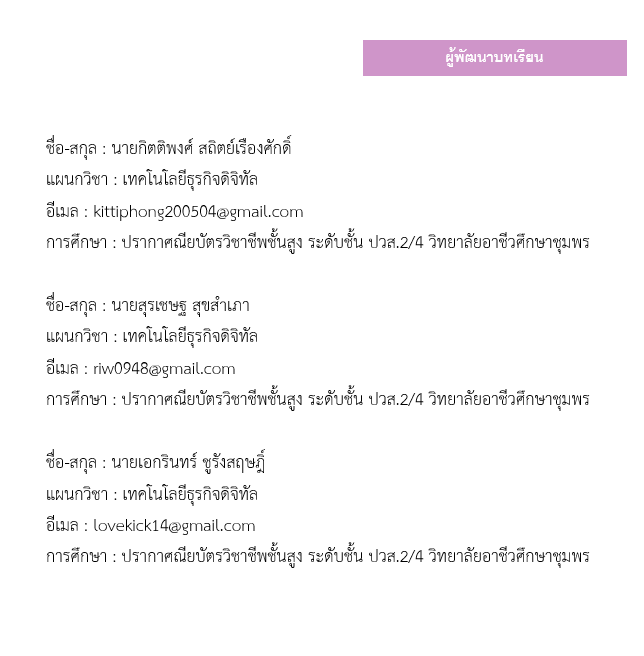 ผู้พัฒนาบทเรียน
ชื่อ-สกุล : นายกิตติพงศ์ สถิตย์เรืองศักดิ์
แผนกวิชา : เทคโนโลยีธุรกิจดิจิทัล
อีเมล : kittiphong200504@gmail.com
การศึกษา : ปรากาศณียบัตรวิชาชีพชั้นสูง ระดับชั้น ปวส.2/4 วิทยาลัยอาชีวศึกษาชุมพร
ชื่อ-สกุล : นายสุรเชษฐ สุขสำเภา
แผนกวิชา : เทคโนโลยีธุรกิจดิจิทัล
อีเมล : riw0948@gmail.com
การศึกษา : ปรากาศณียบัตรวิชาชีพชั้นสูง ระดับชั้น ปวส.2/4 วิทยาลัยอาชีวศึกษาชุมพร
ชื่อ-สกุล : นายเอกรินทร์ ชูรังสฤษฎิ์
แผนกวิชา : เทคโนโลยีธุรกิจดิจิทัล
อีเมล : lovekick14@gmail.com
การศึกษา : ปรากาศณียบัตรวิชาชีพชั้นสูง ระดับชั้น ปวส.2/4 วิทยาลัยอาชีวศึกษาชุมพร